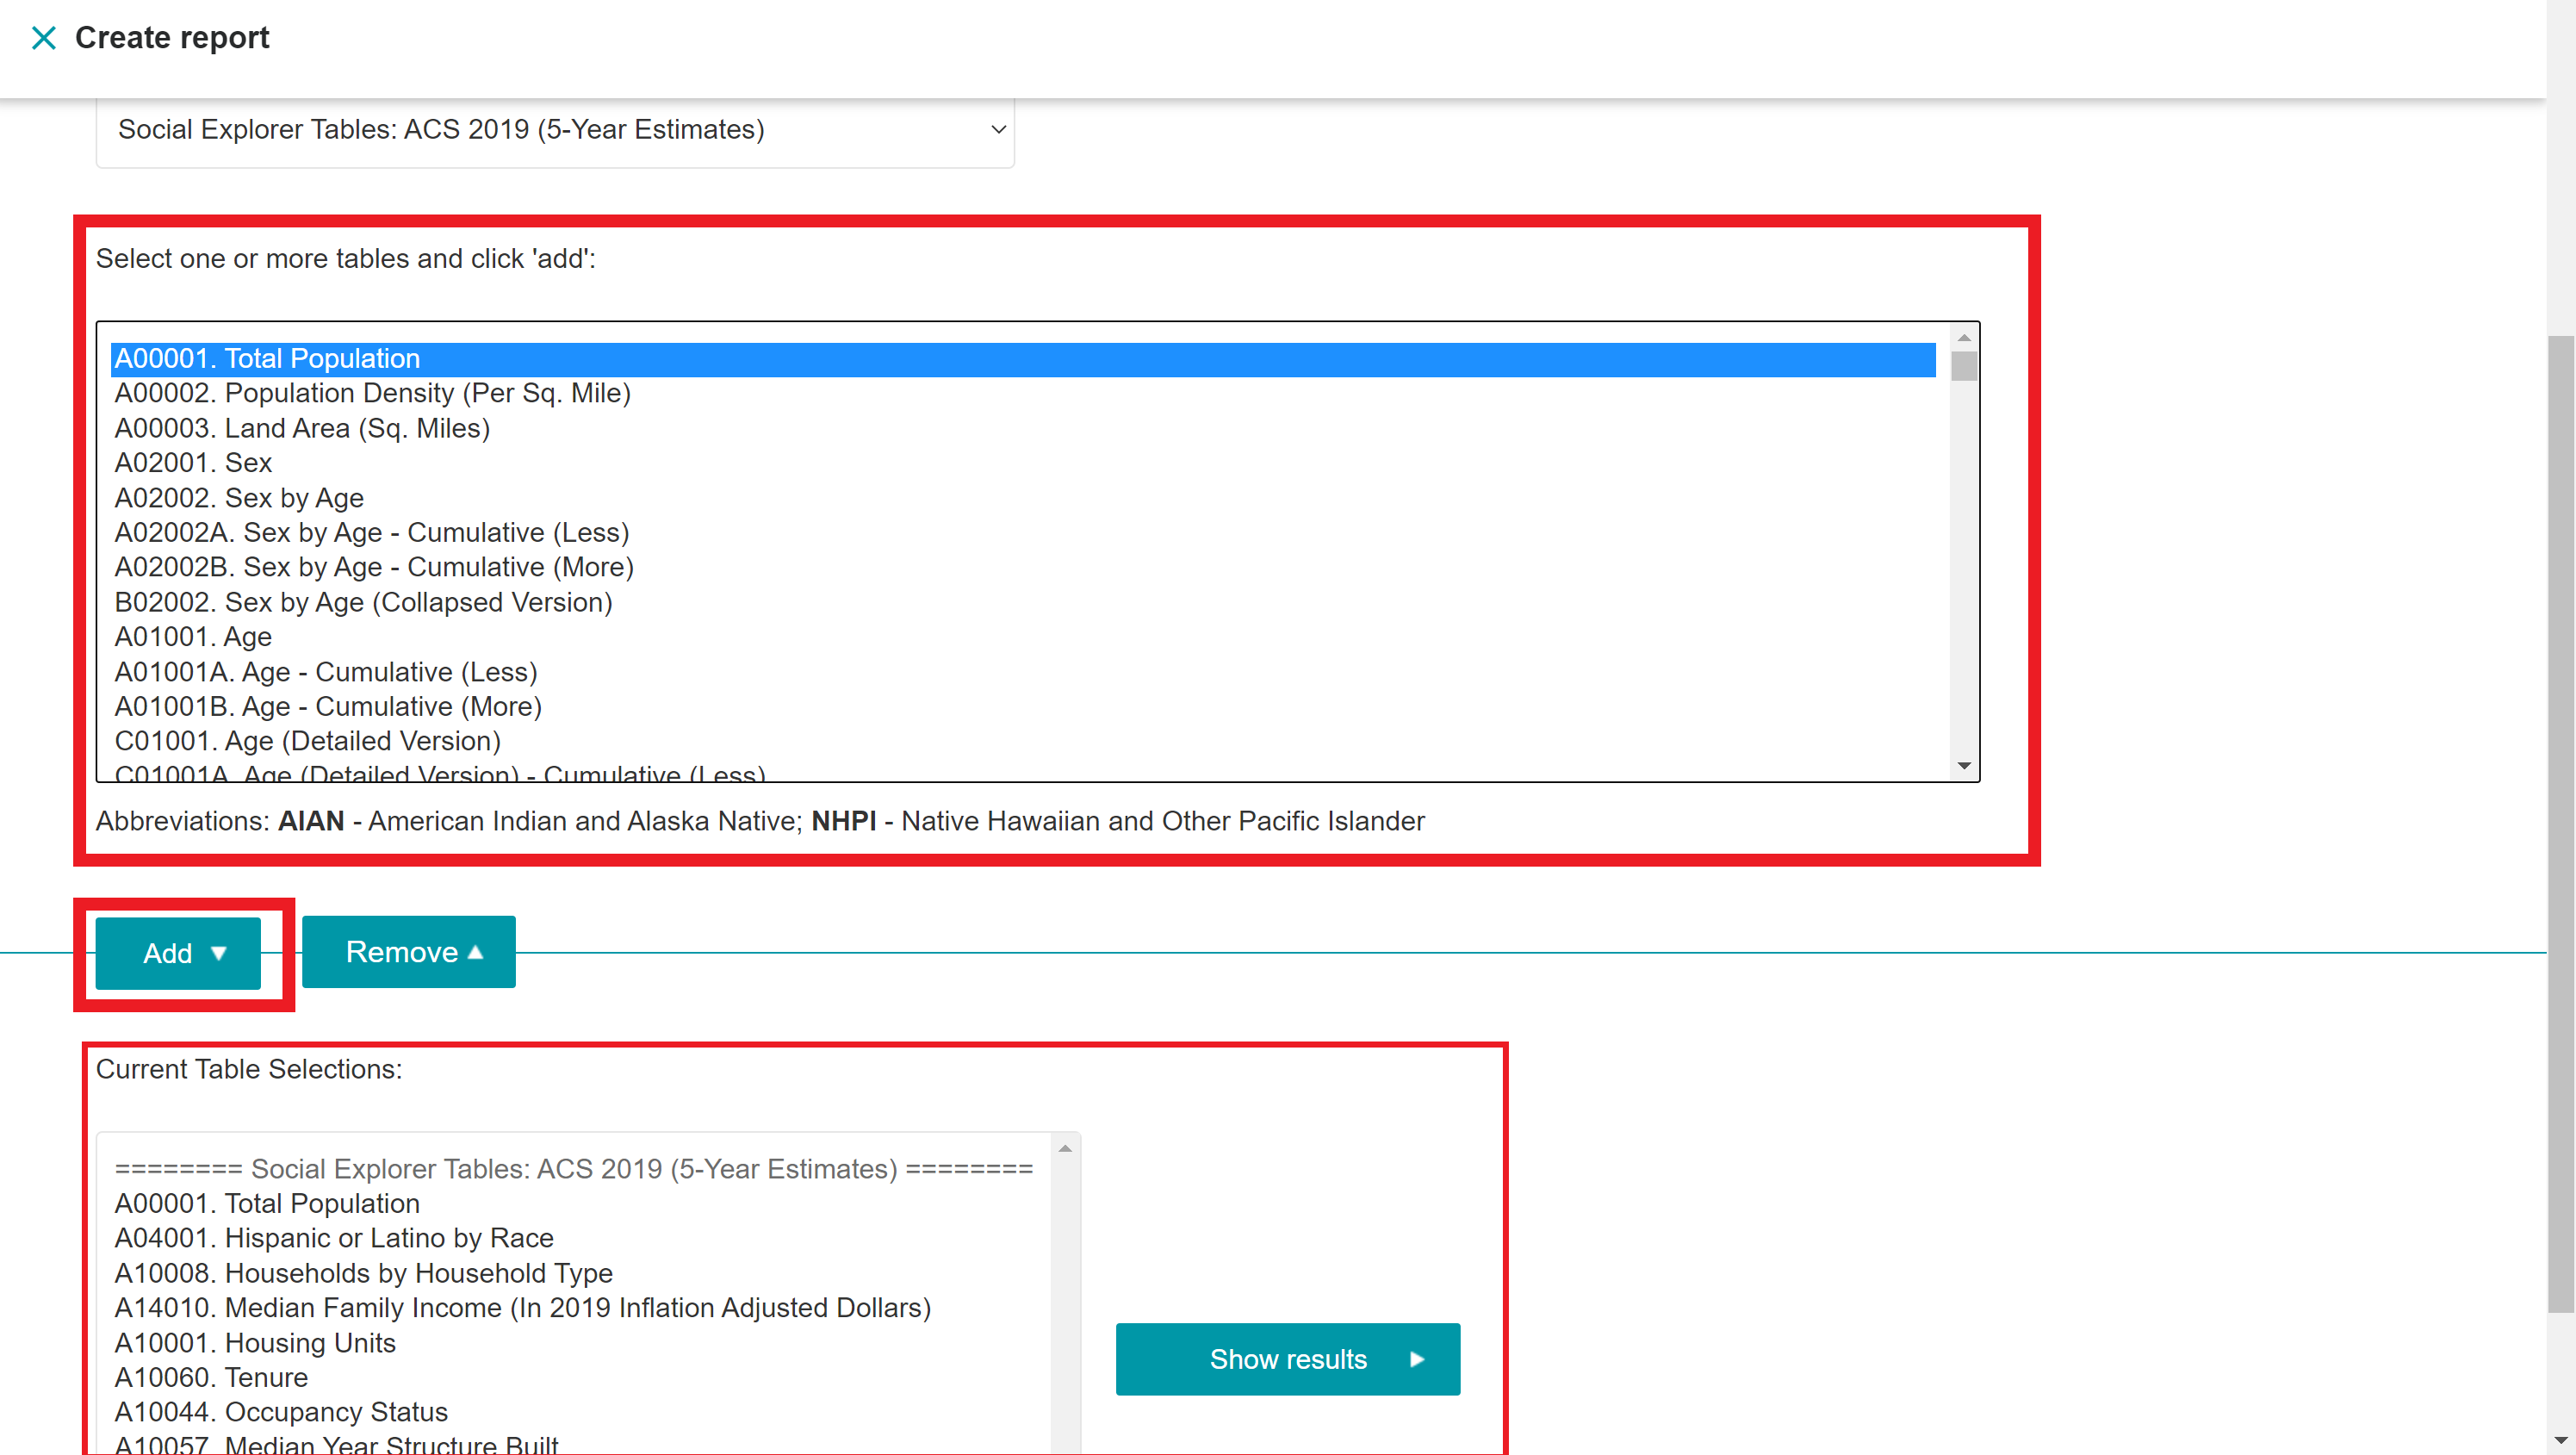 Create report
Social Explorer Tables: ACS 2019 (5-Year Estimates)
Select one or more tables and click 'add':
A00001. Total Population
A00002. Population Density (Per Sq. Mile)
A00003. Land Area (Sq. Miles)
A02001. Sex
A02002. Sex by Age
A02002A. Sex by Age - Cumulative (Less)
A02002B. Sex by Age - Cumulative (More)
B02002. Sex by Age (Collapsed Version)
A01001. Age
A01001A. Age - Cumulative (Less)
A01001B. Age - Cumulative (More)
C01001. Age (Detailed Version)
C01001A. Age (Detailed Version) - Cumulative (Less)
Abbreviations: AIAN - American Indian and Alaska Native; NHPI - Native Hawaiian and Other Pacific Islander
Add
Remove
Current Table Selections:
======== Social Explorer Tables: ACS 2019 (5-Year Estimates) ========
A00001. Total Population
A04001. Hispanic or Latino by Race
A10008. Households by Household Type
A14010. Median Family Income (In 2019 Inflation Adjusted Dollars)
A10001. Housing Units
A10060. Tenure
A10044. Occupancy Status
A10057. Median Year Structure Built
Show results